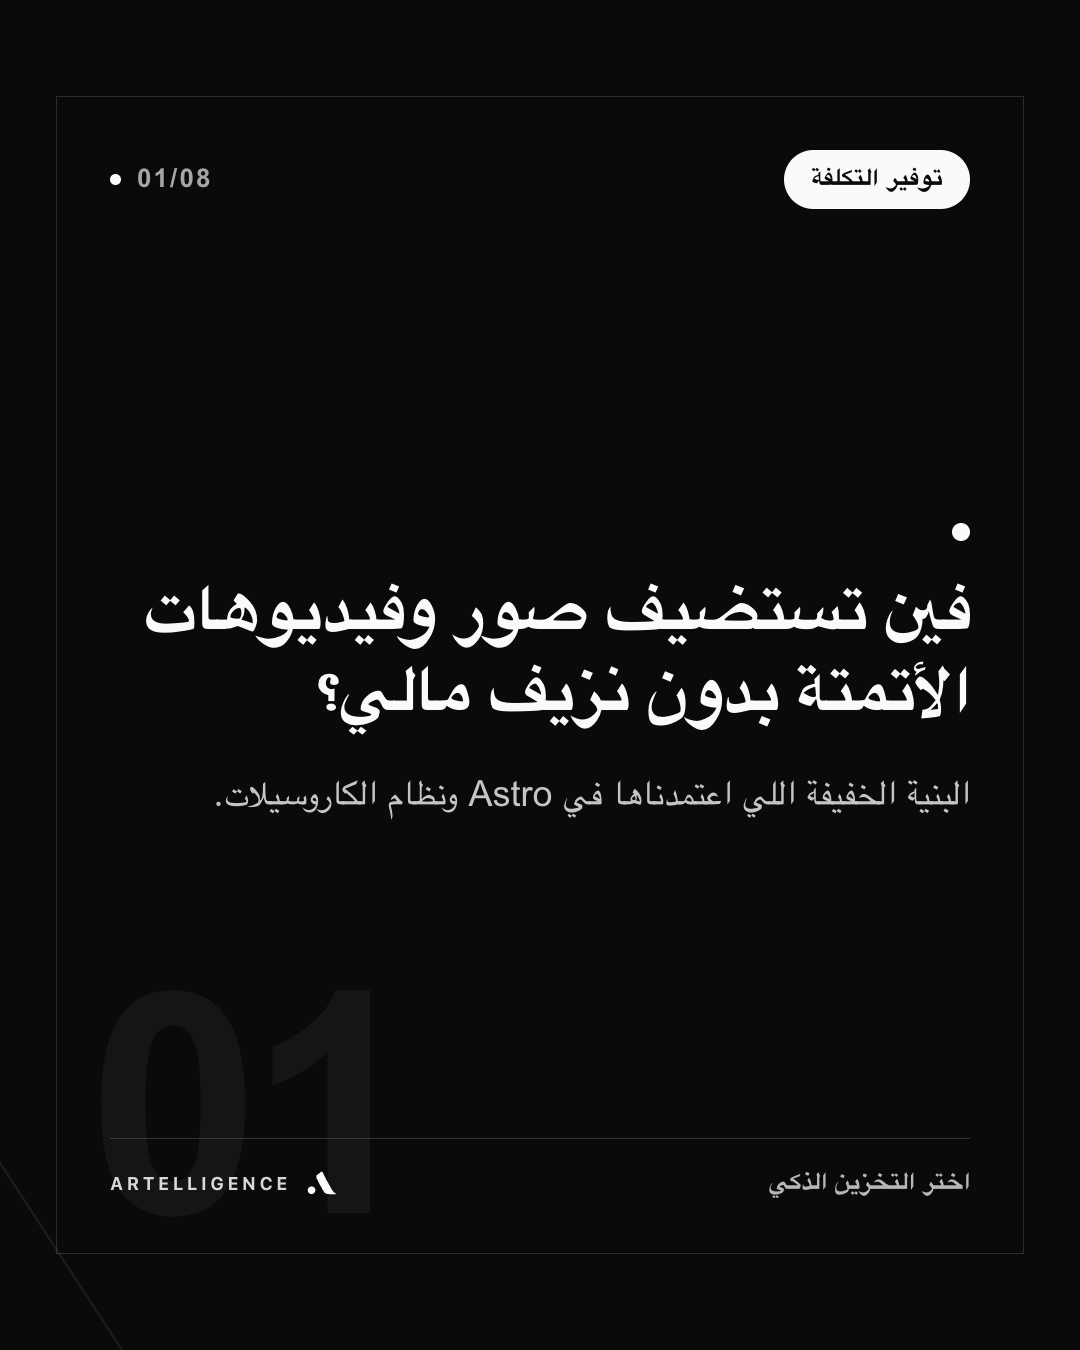 توفير التكلفة
01/08
فين تستضيف صور وفيديوهات
الأتمتة بدون نزيف مالي؟
البنية الخفيفة اللي اعتمدناها في Astro ونظام الكاروسيلات.
01
اختر التخزين الذكي
ARTELLIGENCE